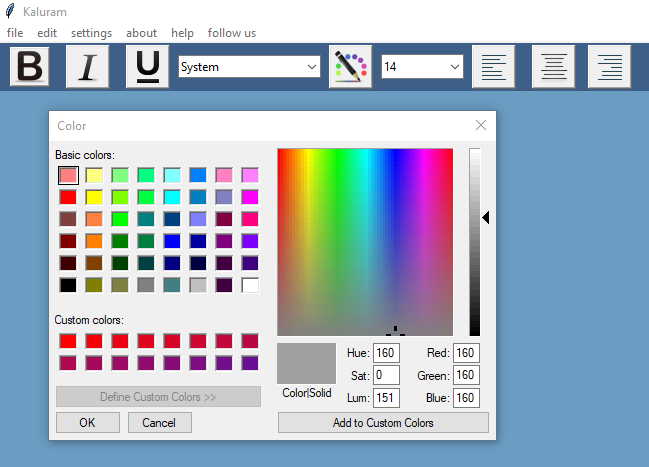 Kaluram
file edit settings about help follow us
B I U System 14
Color
Basic colors:
Custom colors:
Define Custom Colors >>
OK Cancel
Color|Solid
Hue: 160 Red: 160
Sat: 0 Green: 160
Lum: 151 Blue: 160
Add to Custom Colors